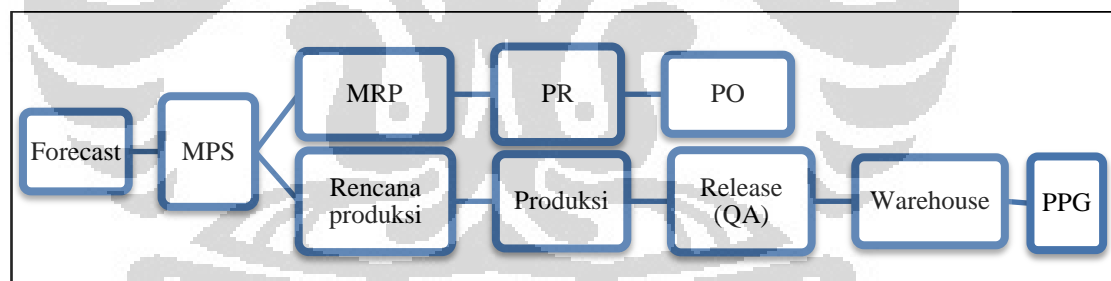 Forecast
MPS
MRP
PR
PO
Rencana
produksi
Produksi
Release
(QA)
Warehouse
PPG